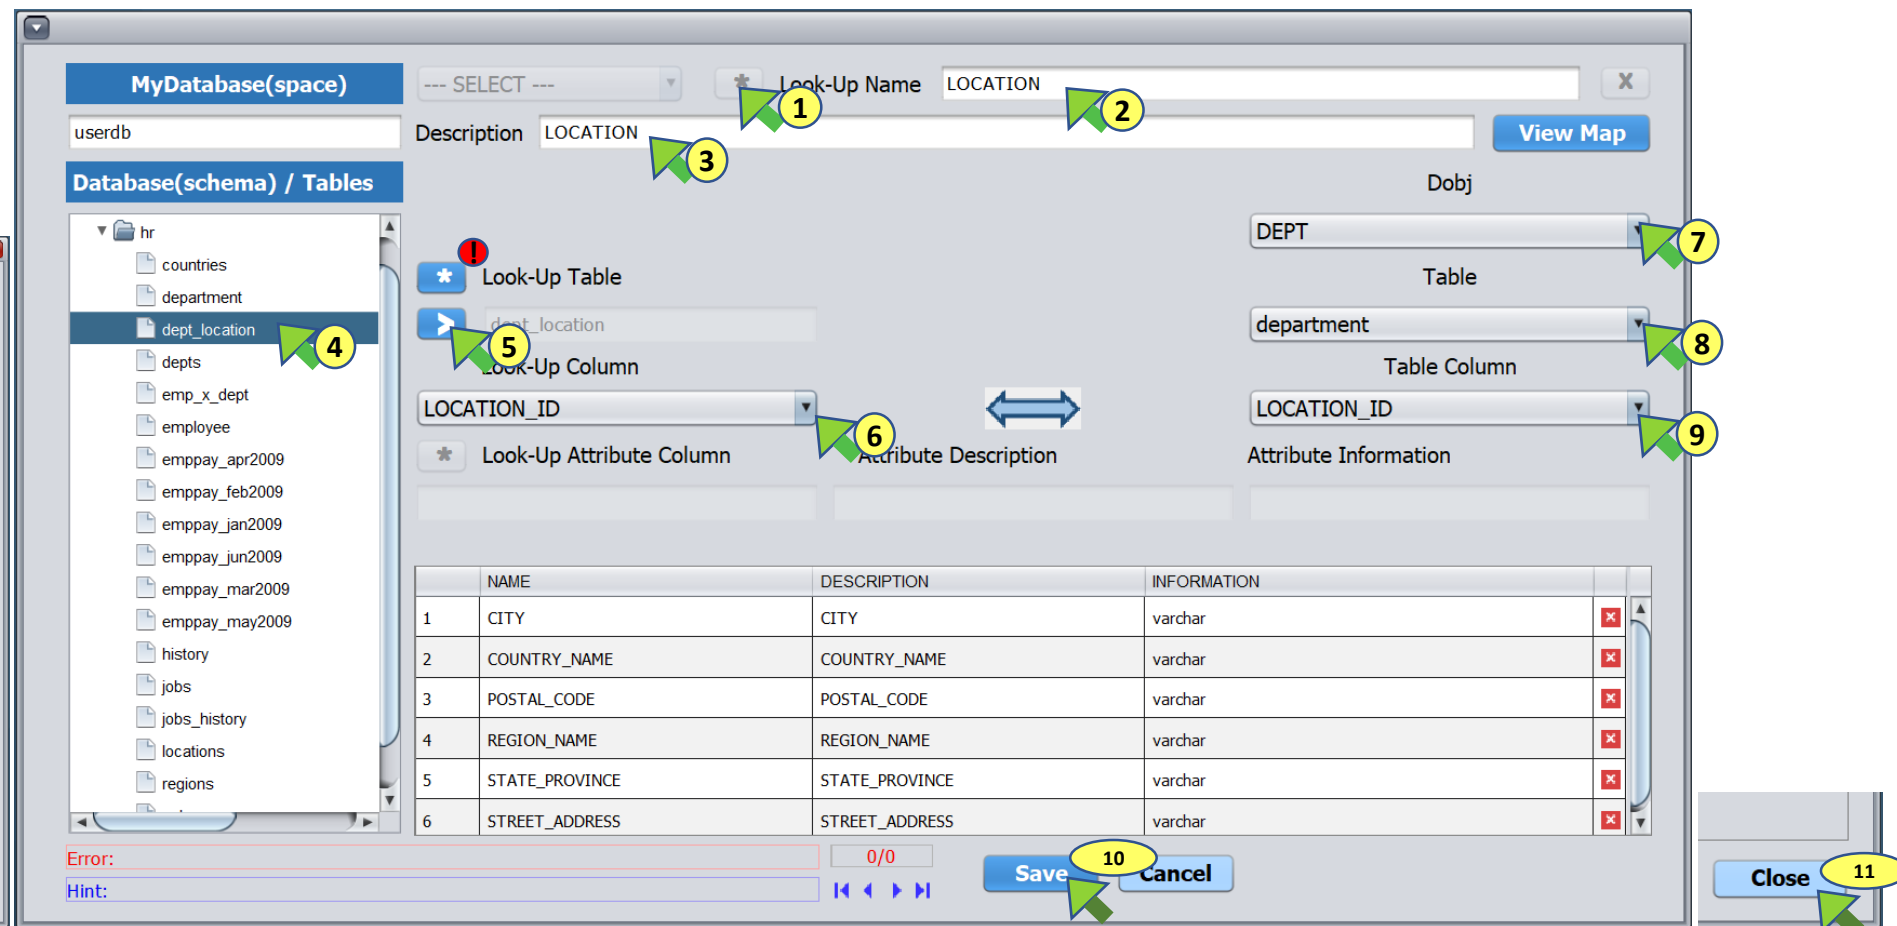 MyDatabase(space)
--- SELECT ---
*
Look-Up Name
LOCATION
X
1
2
userdb
Description
LOCATION
View Map
3
Database(schema) / Tables
Dobj
hr
DEPT
7
!
countries
*
Look-Up Table
Table
department
dept_location
4
>
dept_location
5
department
8
depts
Look-Up Column
Table Column
emp_x_dept
LOCATION_ID
6
LOCATION_ID
9
employee
emppay_apr2009
*
Look-Up Attribute Column
Attribute Description
Attribute Information
emppay_feb2009
emppay_jan2009
emppay_jun2009
emppay_mar2009
emppay_may2009
history
jobs
jobs_history
locations
regions
NAME DESCRIPTION INFORMATION
1 CITY CITY varchar
2 COUNTRY_NAME COUNTRY_NAME varchar
3 POSTAL_CODE POSTAL_CODE varchar
4 REGION_NAME REGION_NAME varchar
5 STATE_PROVINCE STATE_PROVINCE varchar
6 STREET_ADDRESS STREET_ADDRESS varchar
Error:
0/0
Hint:
Save
10
Cancel
Close
11